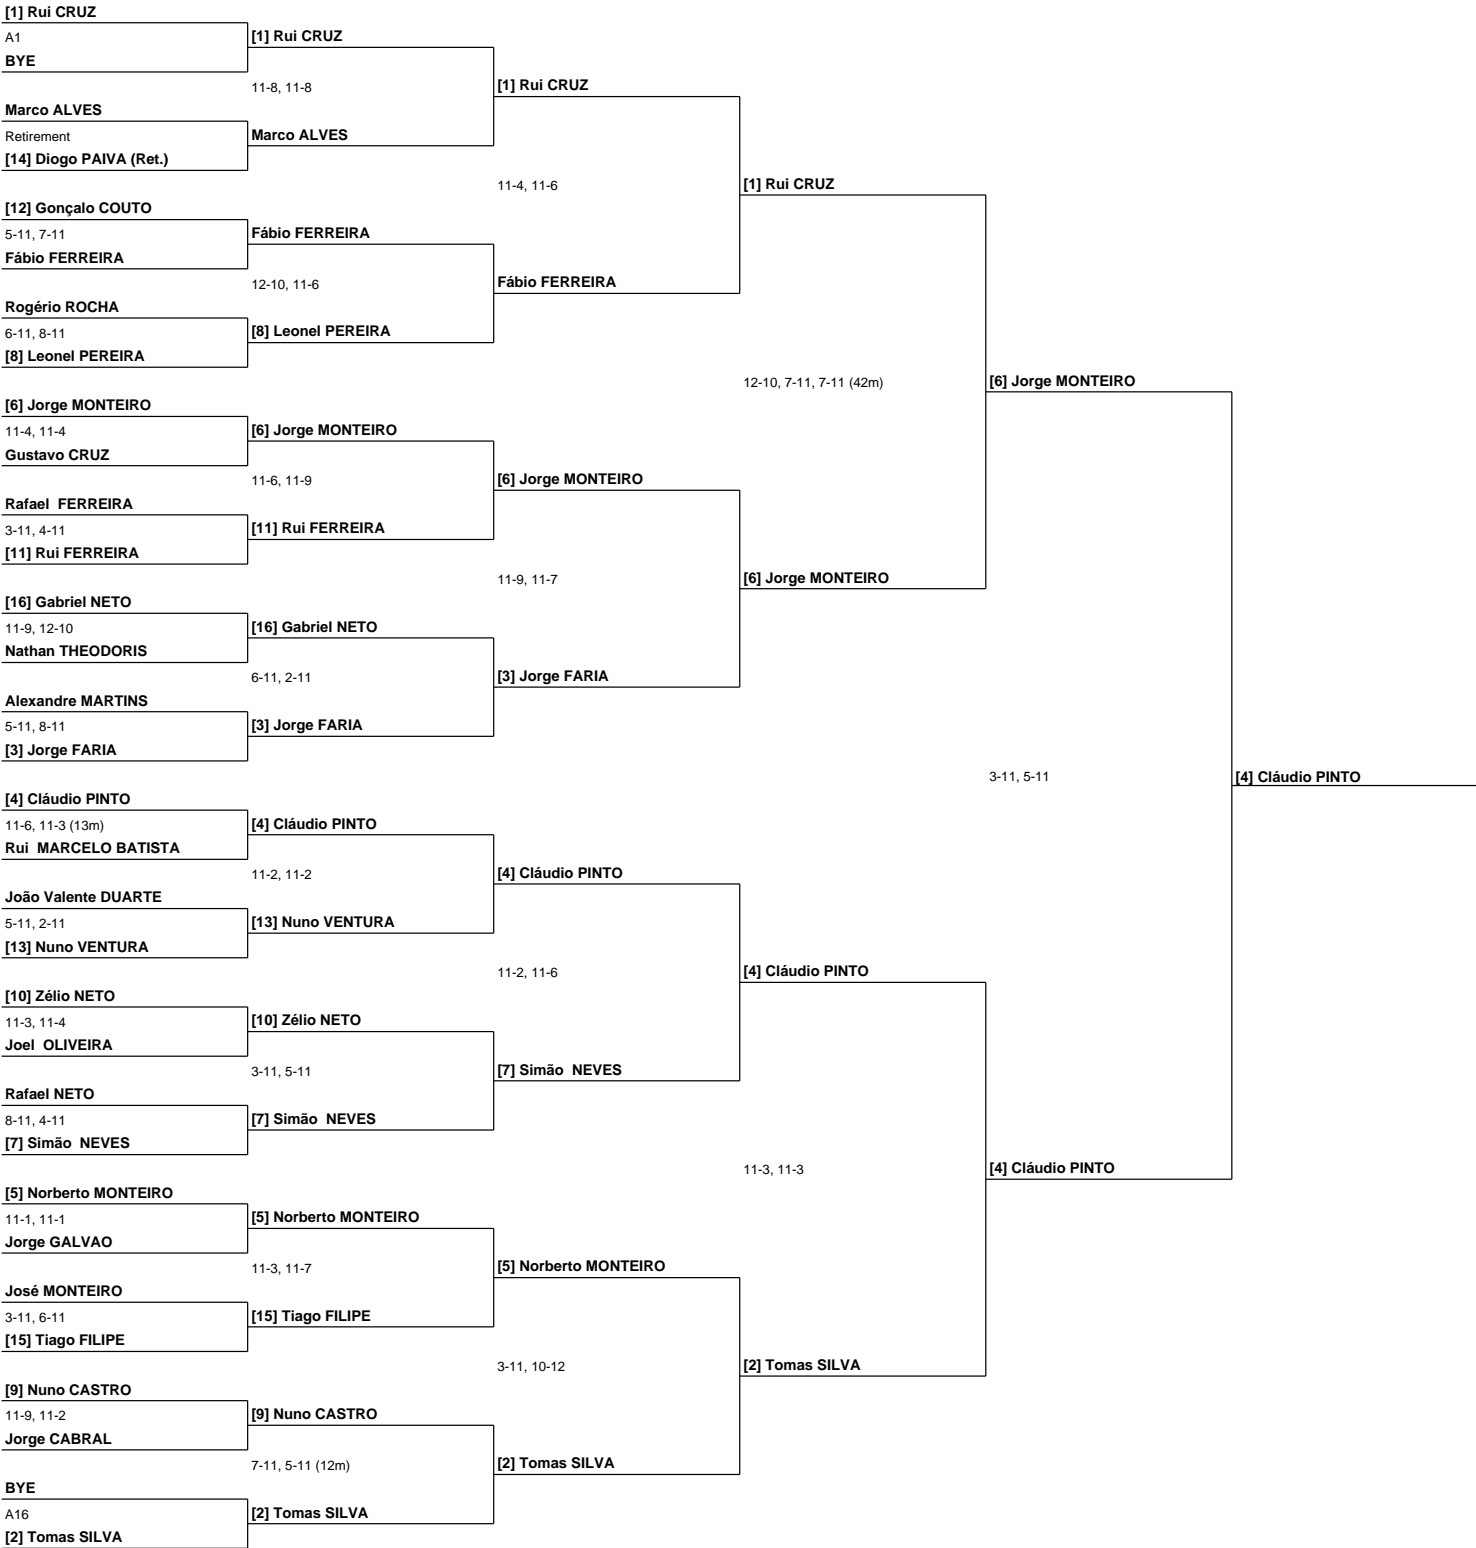 [1] Rui CRUZ
A1
[1] Rui CRUZ
BYE
11-8, 11-8
[1] Rui CRUZ
Marco ALVES
Retirement
Marco ALVES
[14] Diogo PAIVA (Ret.)
11-4, 11-6
[1] Rui CRUZ
[12] Gonçalo COUTO
5-11, 7-11
Fábio FERREIRA
Fábio FERREIRA
12-10, 11-6
Fábio FERREIRA
Rogério ROCHA
6-11, 8-11
[8] Leonel PEREIRA
[8] Leonel PEREIRA
12-10, 7-11, 7-11 (42m)
[6] Jorge MONTEIRO
[6] Jorge MONTEIRO
11-4, 11-4
[6] Jorge MONTEIRO
Gustavo CRUZ
11-6, 11-9
[6] Jorge MONTEIRO
Rafael  FERREIRA
3-11, 4-11
[11] Rui FERREIRA
[11] Rui FERREIRA
11-9, 11-7
[6] Jorge MONTEIRO
[16] Gabriel NETO
11-9, 12-10
[16] Gabriel NETO
Nathan THEODORIS
6-11, 2-11
[3] Jorge FARIA
Alexandre MARTINS
5-11, 8-11
[3] Jorge FARIA
[3] Jorge FARIA
3-11, 5-11
[4] Cláudio PINTO
[4] Cláudio PINTO
11-6, 11-3 (13m)
[4] Cláudio PINTO
Rui  MARCELO BATISTA
11-2, 11-2
[4] Cláudio PINTO
João Valente DUARTE
5-11, 2-11
[13] Nuno VENTURA
[13] Nuno VENTURA
11-2, 11-6
[4] Cláudio PINTO
[10] Zélio NETO
11-3, 11-4
[10] Zélio NETO
Joel  OLIVEIRA
3-11, 5-11
[7] Simão  NEVES
Rafael NETO
8-11, 4-11
[7] Simão  NEVES
[7] Simão  NEVES
11-3, 11-3
[4] Cláudio PINTO
[5] Norberto MONTEIRO
11-1, 11-1
[5] Norberto MONTEIRO
Jorge GALVAO
11-3, 11-7
[5] Norberto MONTEIRO
José MONTEIRO
3-11, 6-11
[15] Tiago FILIPE
[15] Tiago FILIPE
3-11, 10-12
[2] Tomas SILVA
[9] Nuno CASTRO
11-9, 11-2
[9] Nuno CASTRO
Jorge CABRAL
7-11, 5-11 (12m)
[2] Tomas SILVA
BYE
A16
[2] Tomas SILVA
[2] Tomas SILVA